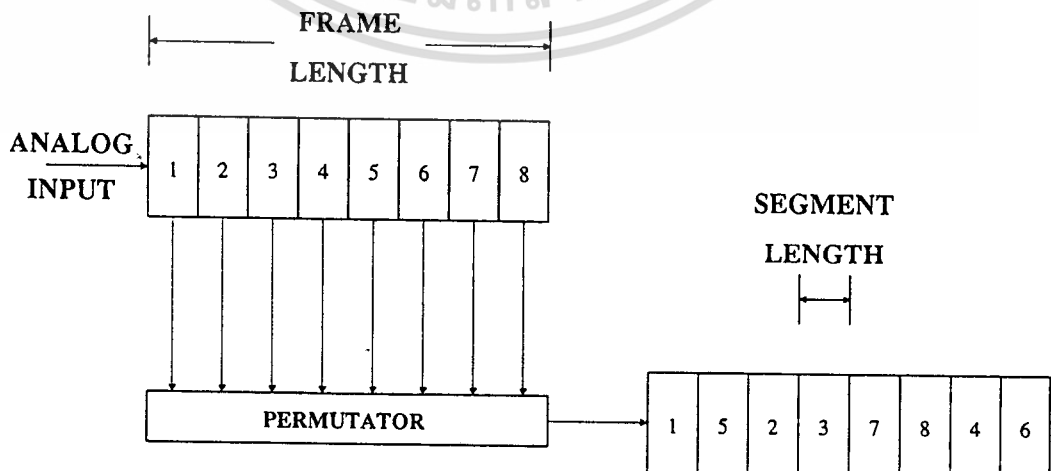 FRAME
LENGTH
ANALOG
INPUT
1 2 3 4 5 6 7 8
SEGMENT
LENGTH
PERMUTATOR
1 5 2 3 7 8 4 6